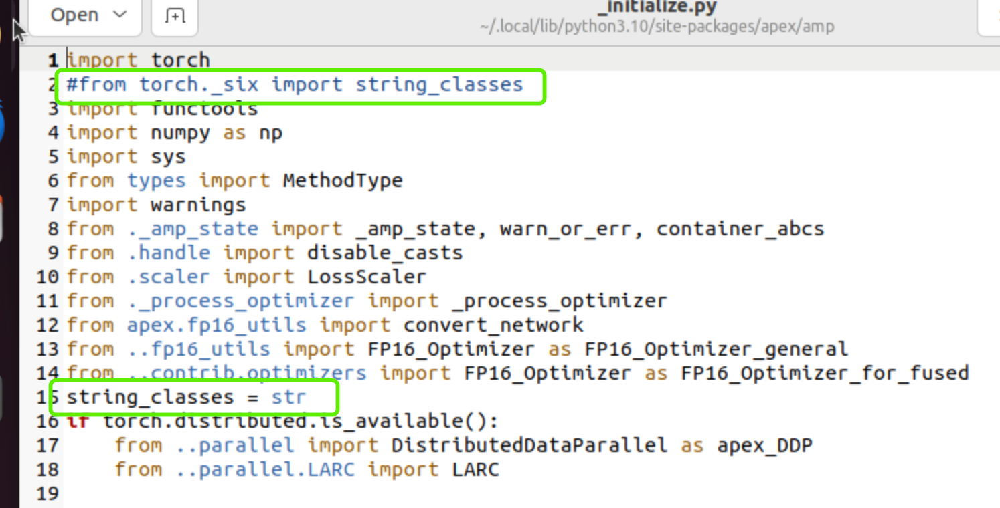 Open
_initialize.py
~/.local/lib/python3.10/site-packages/apex/amp
1 import torch
2 #from torch._six import string_classes
3 import functools
4 import numpy as np
5 import sys
6 from types import MethodType
7 import warnings
8 from ._amp_state import _amp_state, warn_or_err, container_abcs
9 from .handle import disable_casts
10 from .scaler import LossScaler
11 from ._process_optimizer import _process_optimizer
12 from apex.fp16_utils import convert_network
13 from ..fp16_utils import FP16_Optimizer as FP16_Optimizer_general
14 from ..contrib.optimizers import FP16_Optimizer as FP16_Optimizer_for_fused
15 string_classes = str
16 if torch.distributed.is_available():
17     from ..parallel import DistributedDataParallel as apex_DDP
18     from ..parallel.LARC import LARC
19